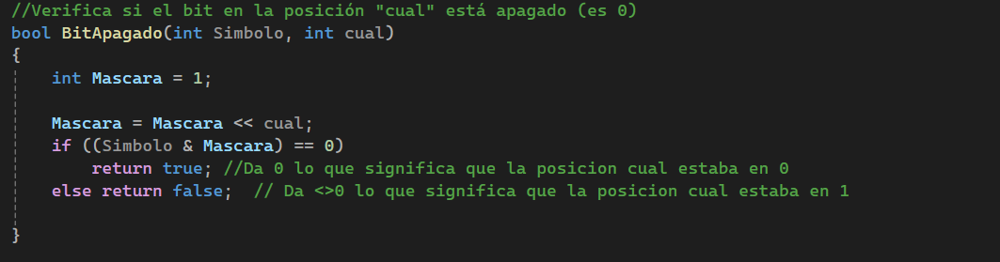 //Verifica si el bit en la posición "cual" está apagado (es 0)
bool BitApagado(int Simbolo, int cual)
{
    int Mascara = 1;

    Mascara = Mascara << cual;
    if ((Simbolo & Mascara) == 0)
        return true; //Da 0 lo que significa que la posicion cual estaba en 0
    else return false;  // Da <>0 lo que significa que la posicion cual estaba en 1

}